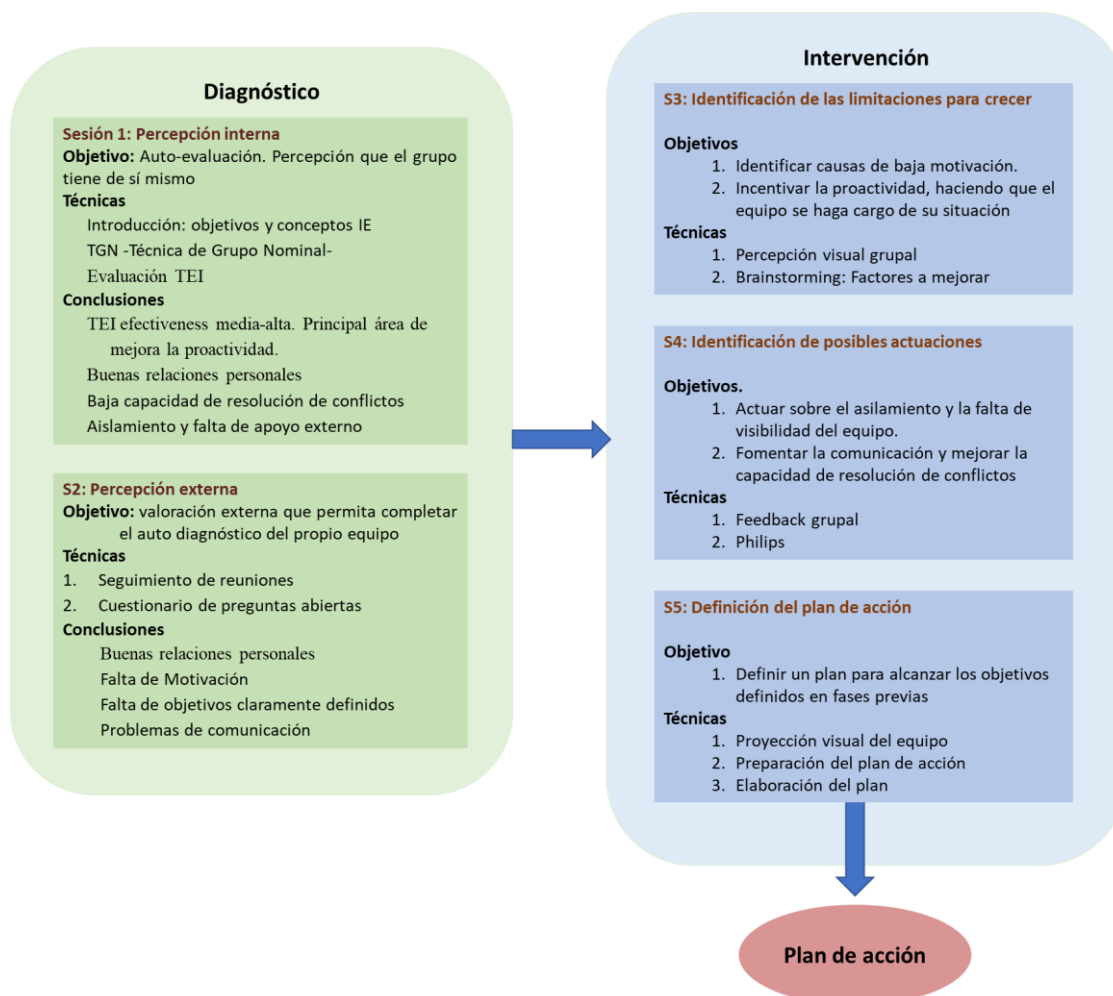 Diagnóstico
Sesión 1: Percepción interna
Objetivo: Auto-evaluación. Percepción que el grupo
tiene de sí mismo
Técnicas
Introducción: objetivos y conceptos IE
TGN -Técnica de Grupo Nominal-
Evaluación TEI
Conclusiones
TEI efectiveness media-alta. Principal área de
mejora la proactividad.
Buenas relaciones personales
Baja capacidad de resolución de conflictos
Aislamiento y falta de apoyo externo
S2: Percepción externa
Objetivo: valoración externa que permita completar
el auto diagnóstico del propio equipo
Técnicas
1. Seguimiento de reuniones
2. Cuestionario de preguntas abiertas
Conclusiones
Buenas relaciones personales
Falta de Motivación
Falta de objetivos claramente definidos
Problemas de comunicación
Intervención
S3: Identificación de las limitaciones para crecer
Objetivos
1. Identificar causas de baja motivación.
2. Incentivar la proactividad, haciendo que el
equipo se haga cargo de su situación
Técnicas
1. Percepción visual grupal
2. Brainstorming: Factores a mejorar
S4: Identificación de posibles actuaciones
Objetivos.
1. Actuar sobre el asilamiento y la falta de
visibilidad del equipo.
2. Fomentar la comunicación y mejorar la
capacidad de resolución de conflictos
Técnicas
1. Feedback grupal
2. Philips
S5: Definición del plan de acción
Objetivo
1. Definir un plan para alcanzar los objetivos
definidos en fases previas
Técnicas
1. Proyección visual del equipo
2. Preparación del plan de acción
3. Elaboración del plan
Plan de acción